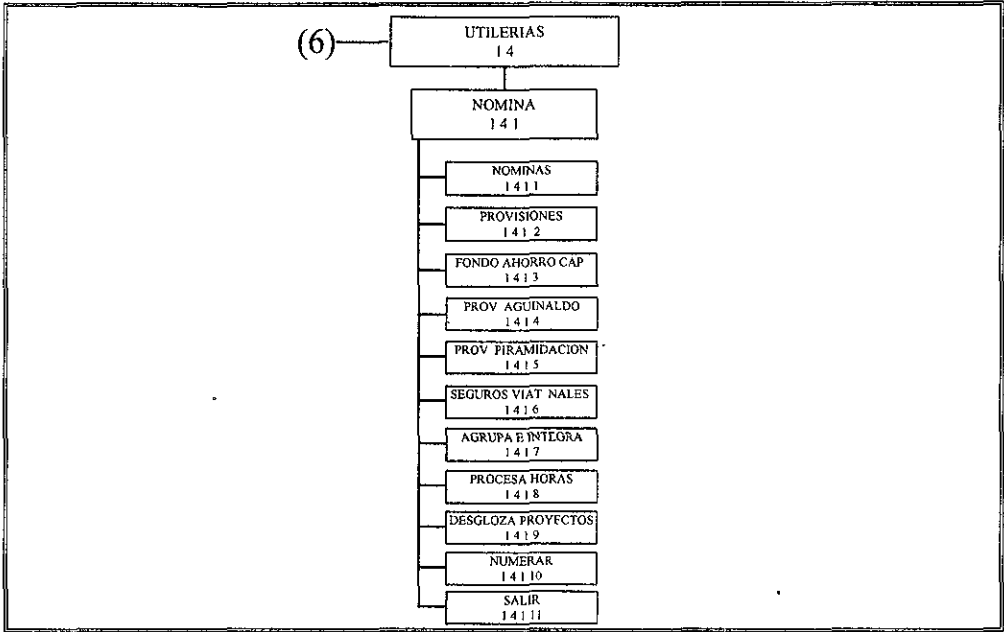 (6)
UTILERIAS
1 4
NOMINA
1 4 1
NOMINAS
1 4 1 1
PROVISIONES
1 4 1 2
FONDO AHORRO CAP
1 4 1 3
PROV AGUINALDO
1 4 1 4
PROV PIRAMIDACION
1 4 1 5
SEGUROS VIAT NALES
1 4 1 6
AGRUPA E INTEGRA
1 4 1 7
PROCESA HORAS
1 4 1 8
DESGLOZA PROYECTOS
1 4 1 9
NUMERAR
1 4 1 10
SALIR
1 4 1 11